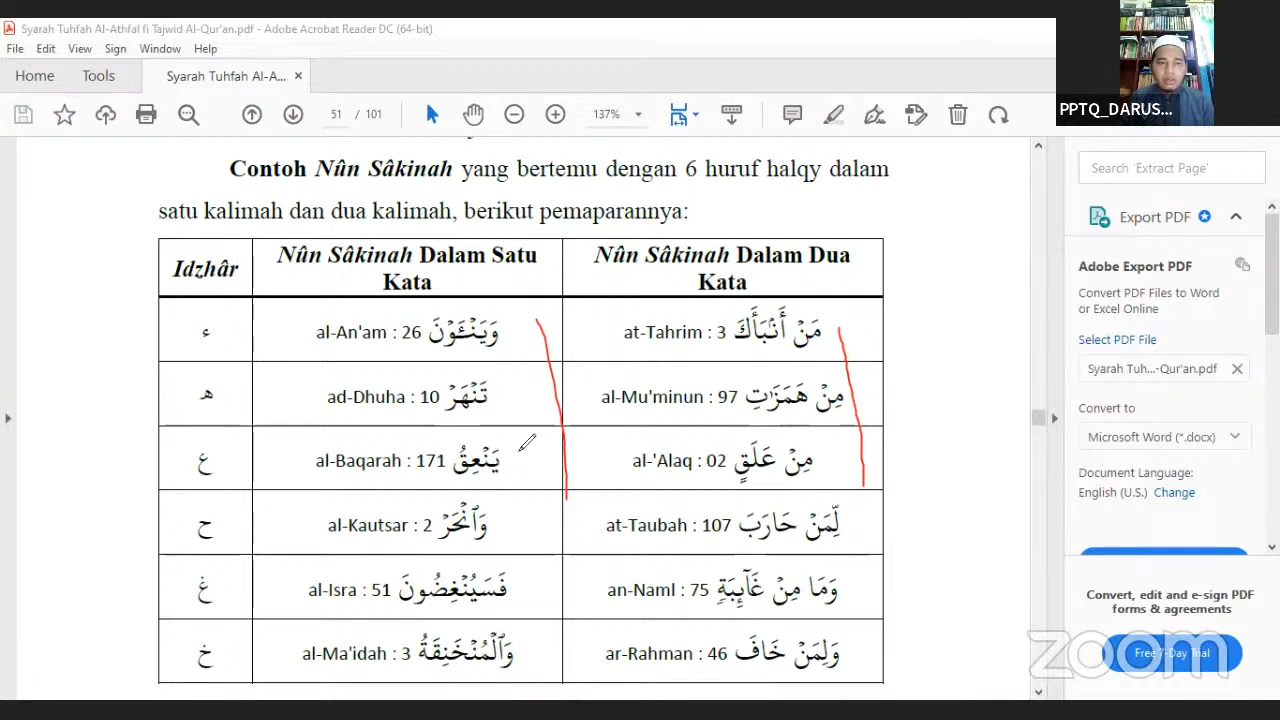 Syarah Tuhfah Al-Athfal fi Tajwid Al-Qur'an.pdf - Adobe Acrobat Reader DC (64-bit)
File Edit View Sign Window Help
Home Tools Syarah Tuhfah Al-A... ×
51 / 101 137%
PPTQ_DARUS...
Contoh Nûn Sâkinah yang bertemu dengan 6 huruf halqy dalam
satu kalimah dan dua kalimah, berikut pemaparannya:
Idzhâr
Nûn Sâkinah Dalam Satu
Kata
Nûn Sâkinah Dalam Dua
Kata
ء
al-An'am : 26 وَيَنْـَٔوْنَ
at-Tahrim : 3 مَنْ أَنْبَأَكَ
ه
ad-Dhuha : 10 تَنْهَرْ
al-Mu'minun : 97 مِنْ هَمَزَٰتِ
ع
al-Baqarah : 171 يَنْعِقُ
al-'Alaq : 02 مِنْ عَلَقٍ
ح
al-Kautsar : 2 وَٱنْحَرْ
at-Taubah : 107 لِّمَنْ حَارَبَ
غ
al-Isra : 51 فَسَيُنْغِضُونَ
an-Naml : 75 وَمَا مِنْ غَآئِبَةٍ
خ
al-Ma'idah : 3 وَٱلْمُنْخَنِقَةُ
ar-Rahman : 46 وَلِمَنْ خَافَ
Search 'Extract Page'
Export PDF
Adobe Export PDF
Convert PDF Files to Word
or Excel Online
Select PDF File
Syarah Tuh...-Qur'an.pdf
Convert to
Microsoft Word (*.docx)
Document Language:
English (U.S.) Change
Convert, edit and e-sign PDF
forms & agreements
Free 7-Day Trial
zoom